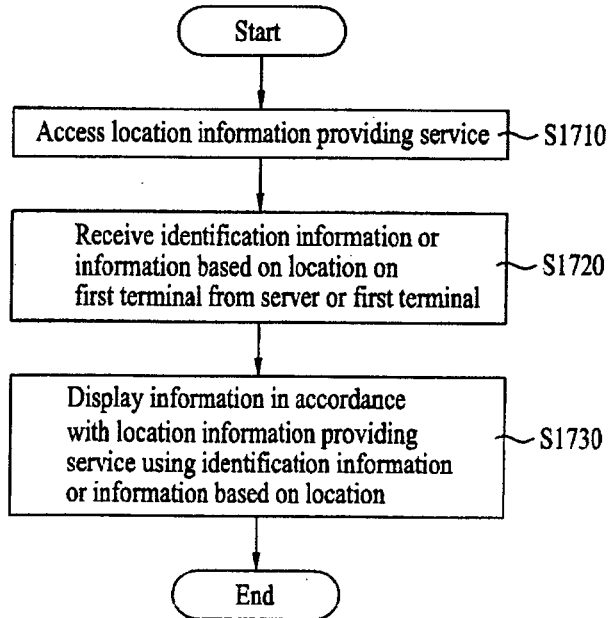 Start
Access location information providing service
S1710
Receive identification information or
information based on location on
first terminal from server or first terminal
S1720
Display information in accordance
with location information providing
service using identification information
or information based on location
S1730
End